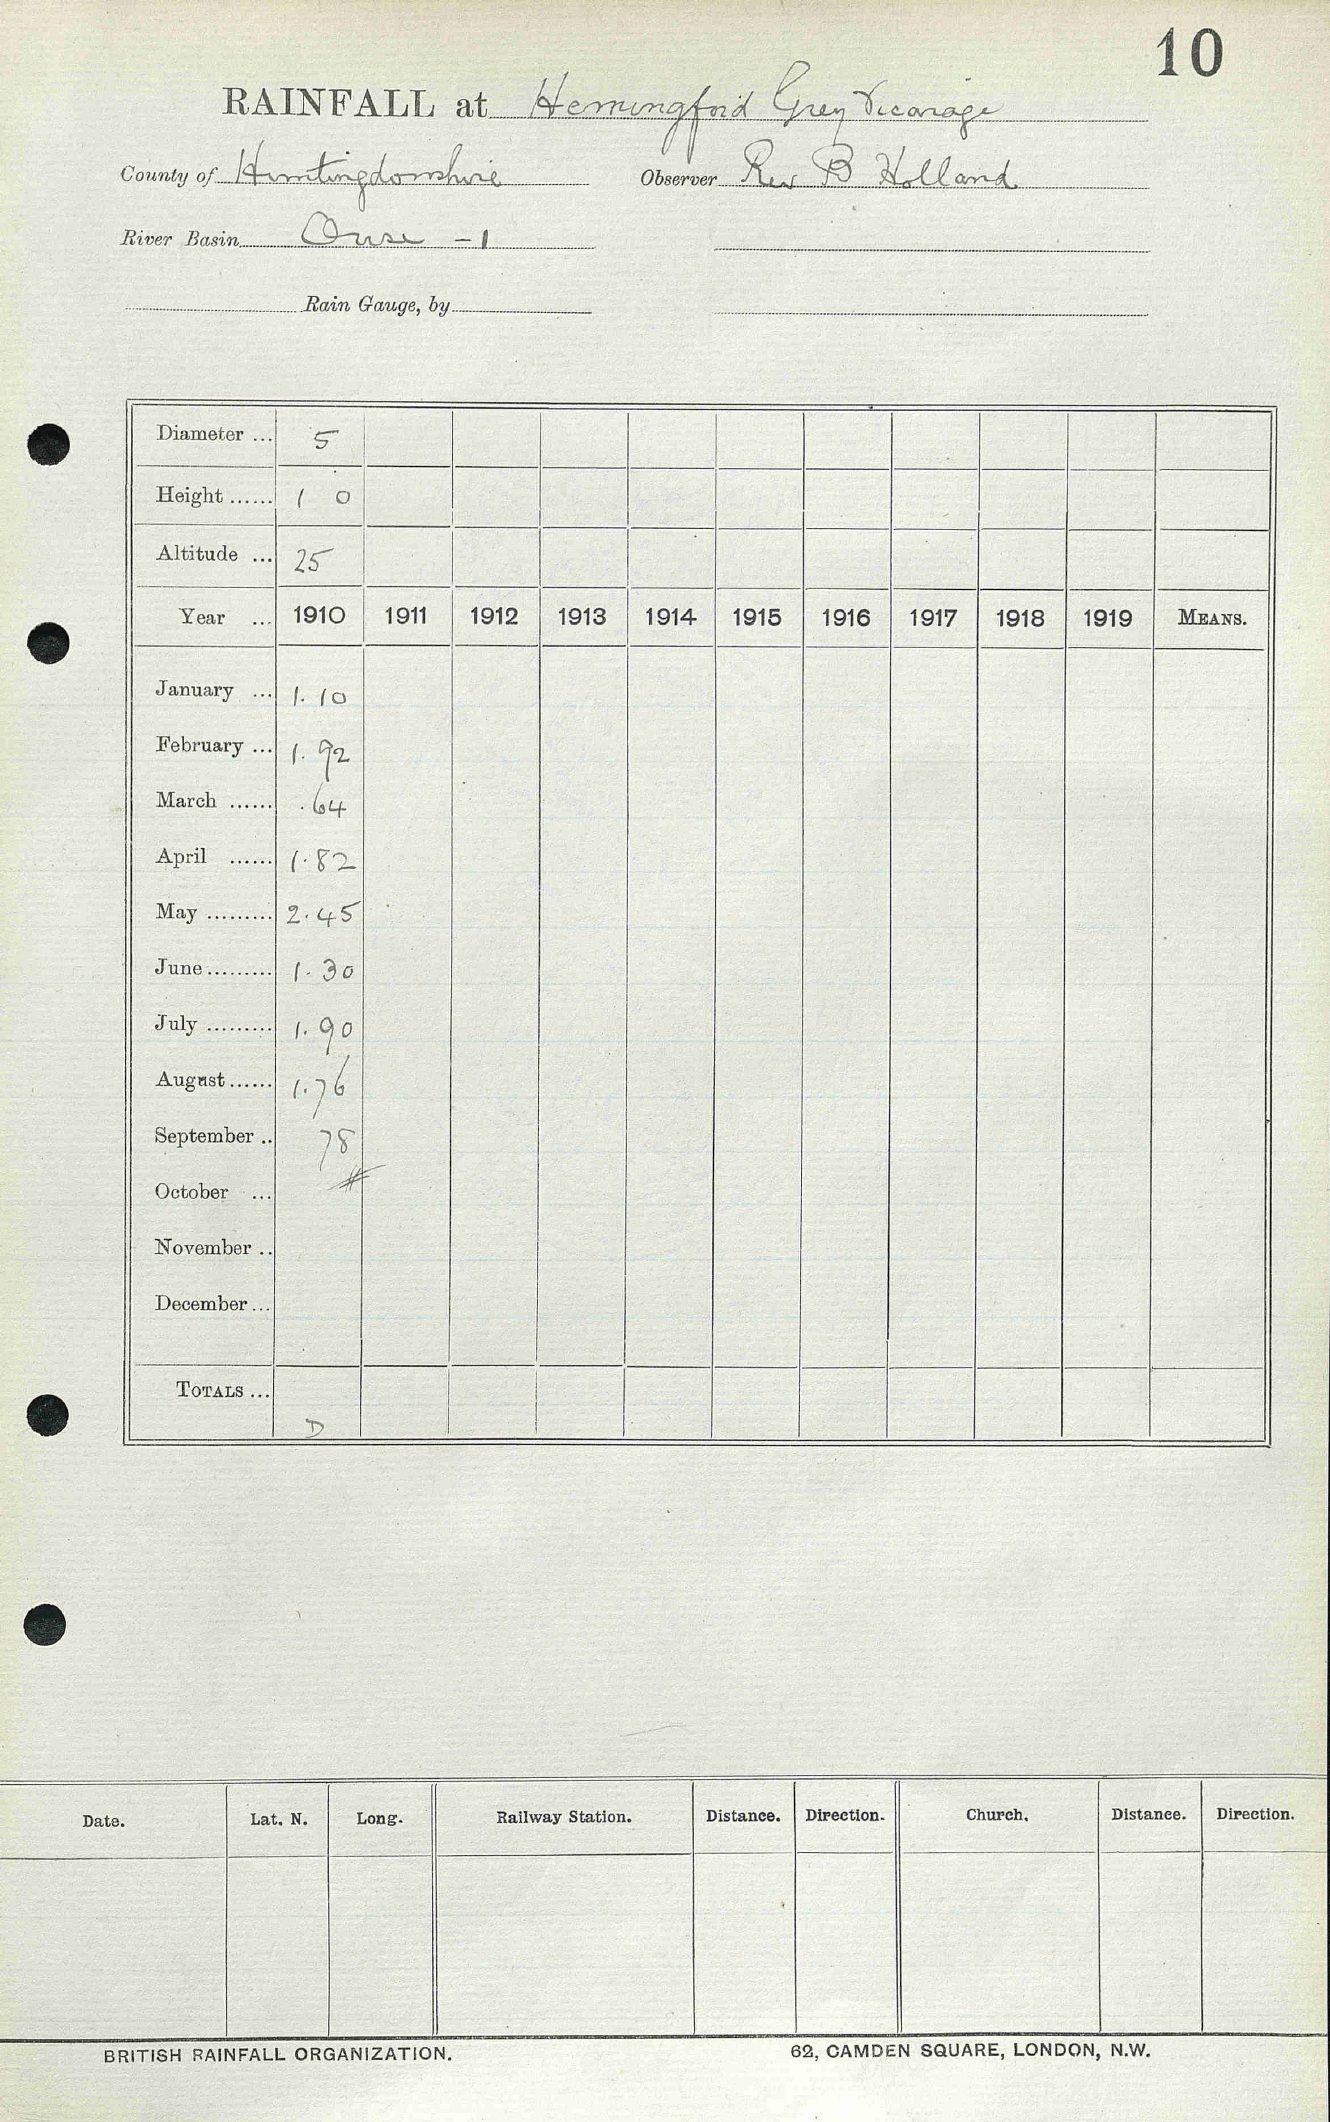 10
RAINFALL at Hemingford Grey Vicarage
County of Huntingdonshire Observer Rev B Holland
River Basin Ouse - 1
Rain Gauge, by
Diameter ... 5
Height ...... 1 0
Altitude ... 25
Year ... 1910 1911 1912 1913 1914 1915 1916 1917 1918 1919 MEANS.
January ... 1.10
February ... 1.92
March ...... .64
April ...... 1.82
May ......... 2.45
June ......... 1.30
July ......... 1.90
August ...... 1.76
September .. 78
October ... #
November ..
December ...
TOTALS ...
D
Date. Lat. N. Long. Railway Station. Distance. Direction. Church. Distance. Direction.
BRITISH RAINFALL ORGANIZATION. 62, CAMDEN SQUARE, LONDON, N.W.